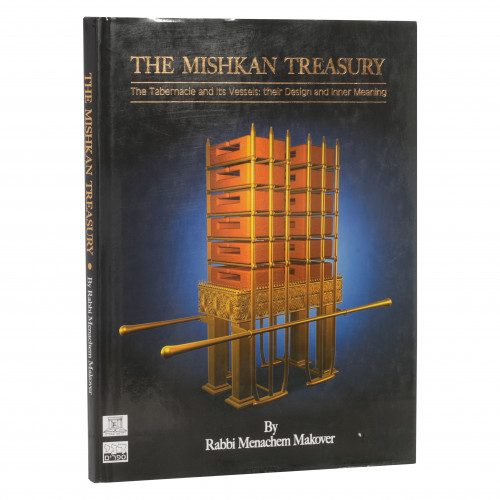 THE MISHKAN TREASURY
The Tabernacle and Its Vessels: their Design and Inner Meaning
By
Rabbi Menachem Makover
THE MISHKAN TREASURY • By Rabbi Menachem Makover